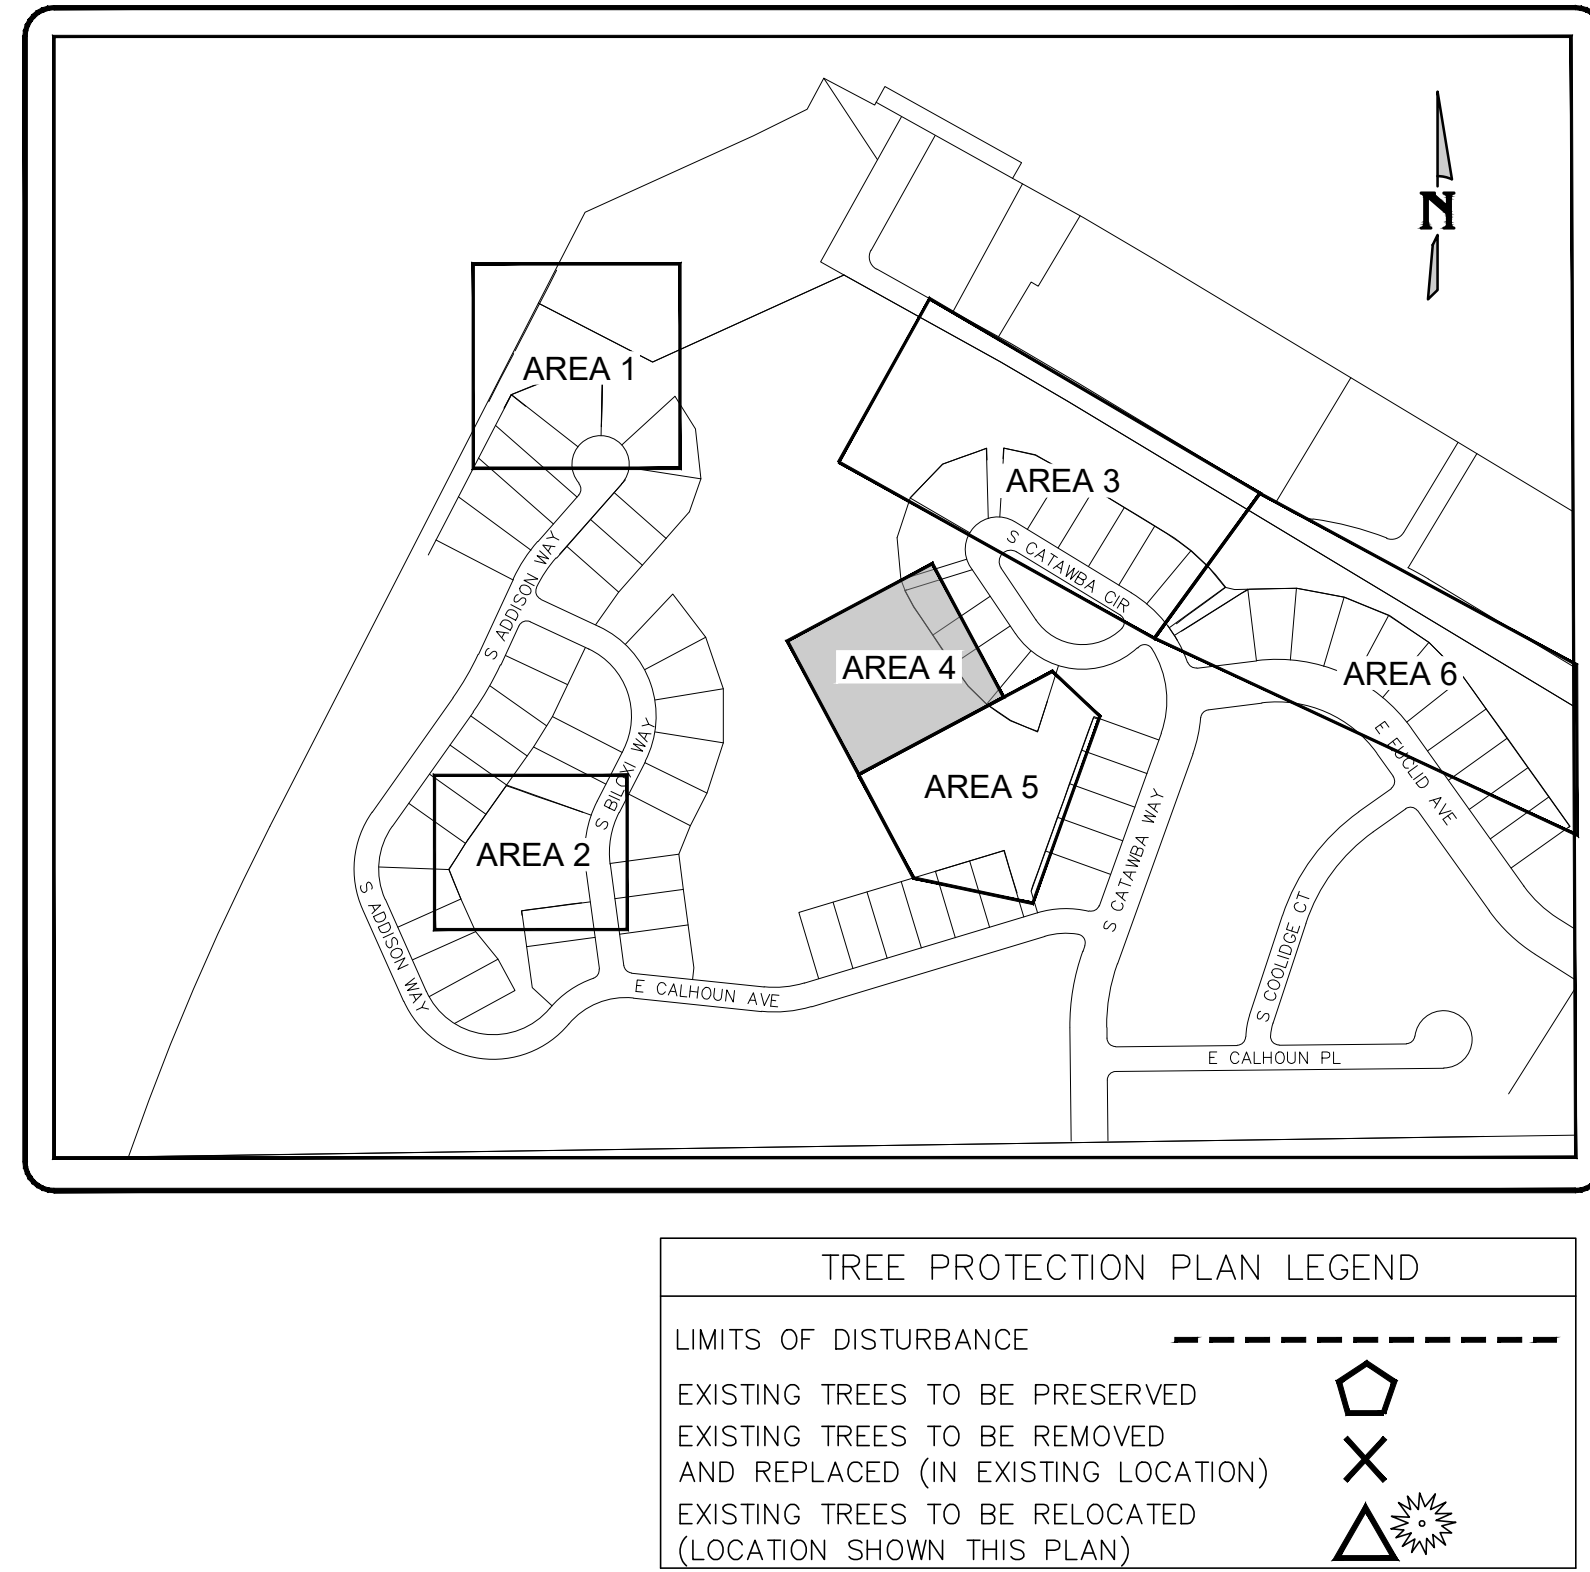 N
AREA 1
AREA 3
S CATAWBA CIR
S ADDISON WAY
AREA 4
AREA 6
S BILOXI WAY
E EUCLID AVE
AREA 5
AREA 2
S CATAWBA WAY
S ADDISON WAY
S COOLIDGE CT
E CALHOUN AVE
E CALHOUN PL
TREE PROTECTION PLAN LEGEND
LIMITS OF DISTURBANCE
EXISTING TREES TO BE PRESERVED
EXISTING TREES TO BE REMOVED
AND REPLACED (IN EXISTING LOCATION)
EXISTING TREES TO BE RELOCATED
(LOCATION SHOWN THIS PLAN)